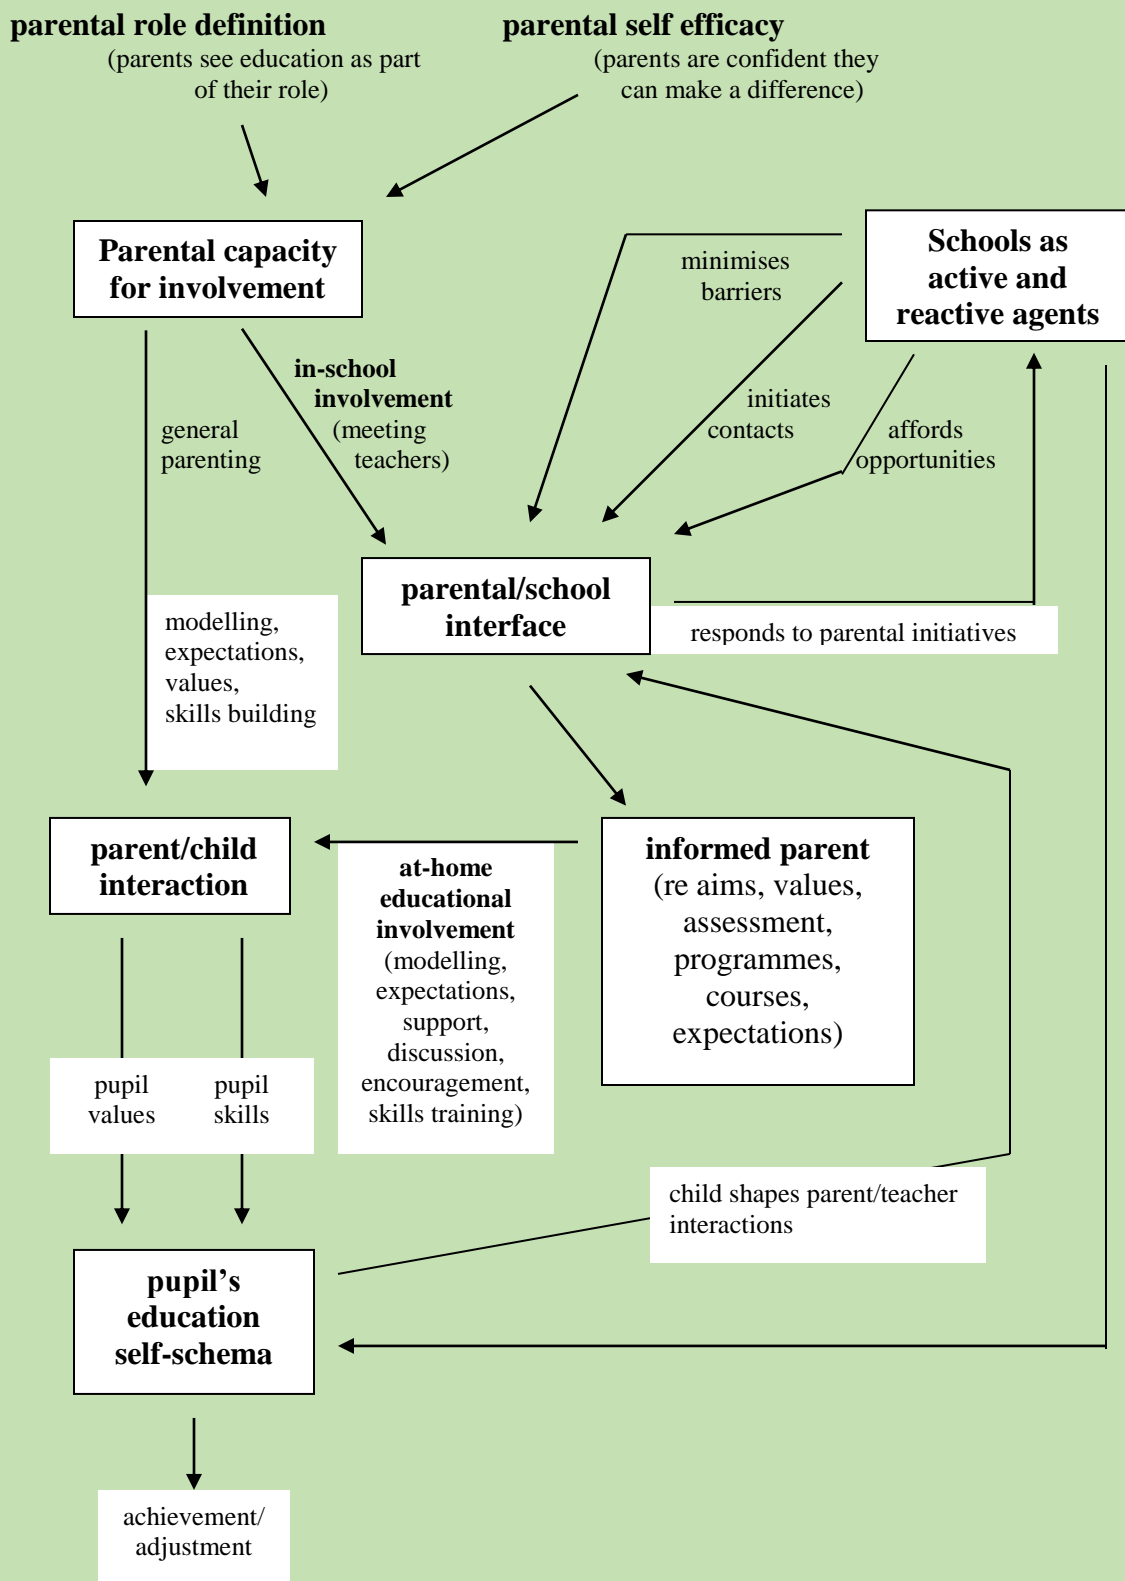 parental role definition
(parents see education as part
of their role)
parental self efficacy
(parents are confident they
can make a difference)
Parental capacity
for involvement
Schools as
active and
reactive agents
minimises
barriers
in-school
involvement
(meeting
teachers)
general
parenting
initiates
contacts
affords
opportunities
parental/school
interface
modelling,
expectations,
values,
skills building
responds to parental initiatives
parent/child
interaction
at-home
educational
involvement
(modelling,
expectations,
support,
discussion,
encouragement,
skills training)
informed parent
(re aims, values,
assessment,
programmes,
courses,
expectations)
pupil
values
pupil
skills
child shapes parent/teacher
interactions
pupil’s
education
self-schema
achievement/
adjustment